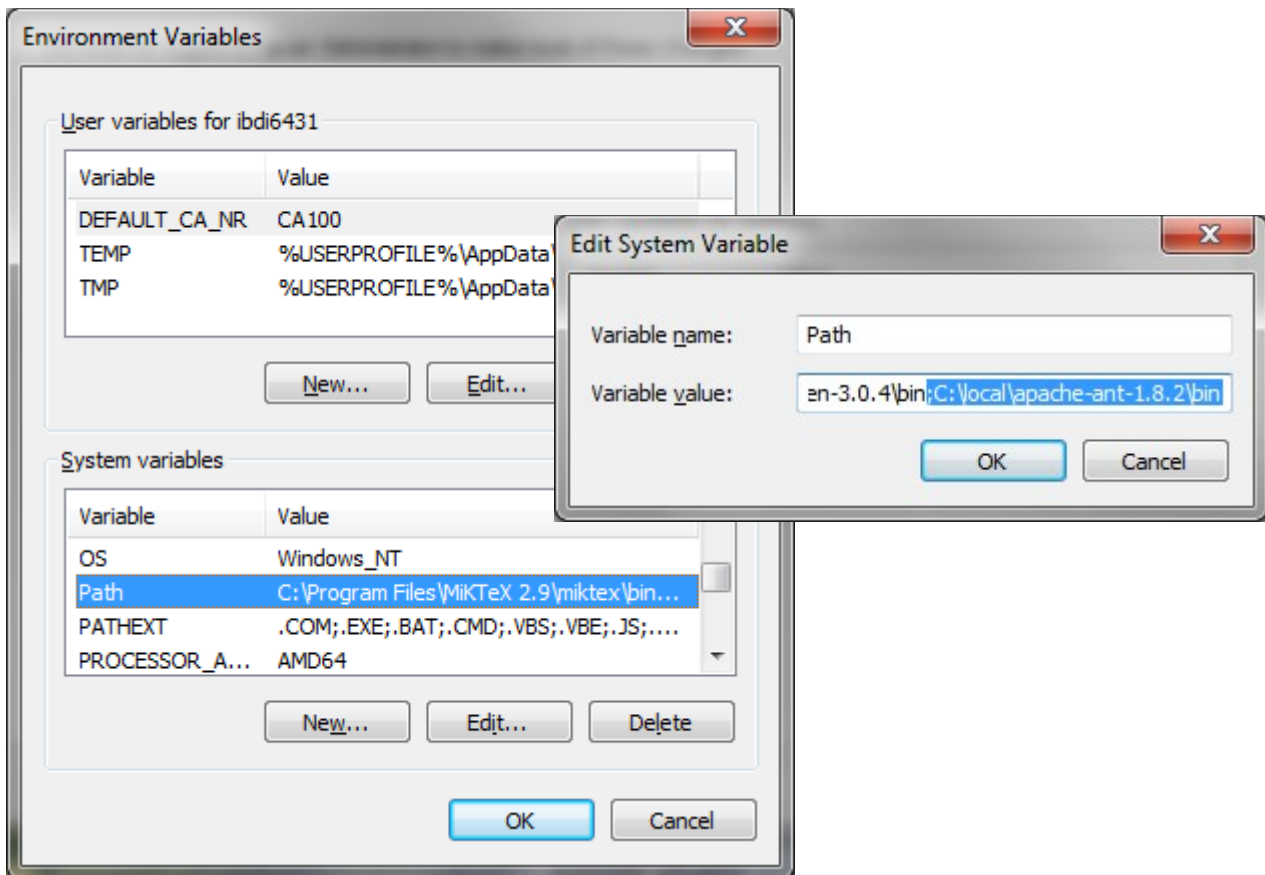 Environment Variables
User variables for ibdi6431
Variable Value
DEFAULT_CA_NR CA100
TEMP %USERPROFILE%\AppData\
TMP %USERPROFILE%\AppData\
New... Edit...
System variables
Variable Value
OS Windows_NT
Path C:\Program Files\MiKTeX 2.9\miktex\bin...
PATHEXT .COM;.EXE;.BAT;.CMD;.VBS;.VBE;.JS;....
PROCESSOR_A... AMD64
New... Edit... Delete
OK Cancel
Edit System Variable
Variable name: Path
Variable value: en-3.0.4\bin;C:\local\apache-ant-1.8.2\bin
OK Cancel